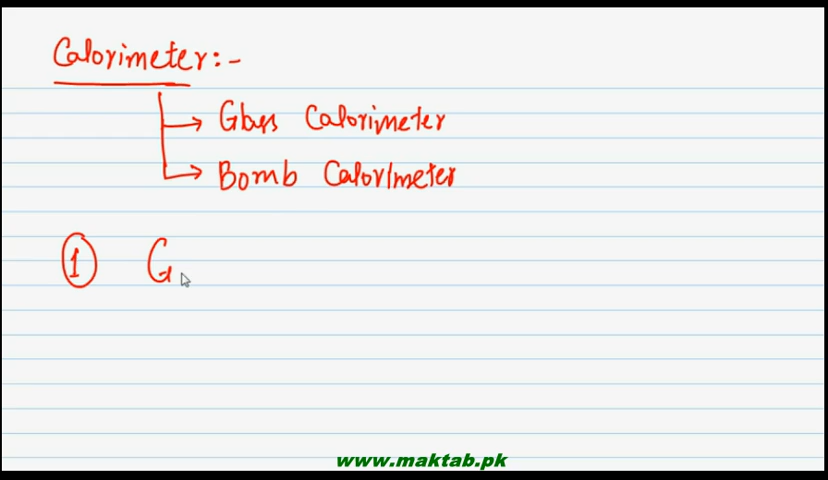 Calorimeter:-
→ Glass Calorimeter
→ Bomb Calorimeter
① G
www.maktab.pk